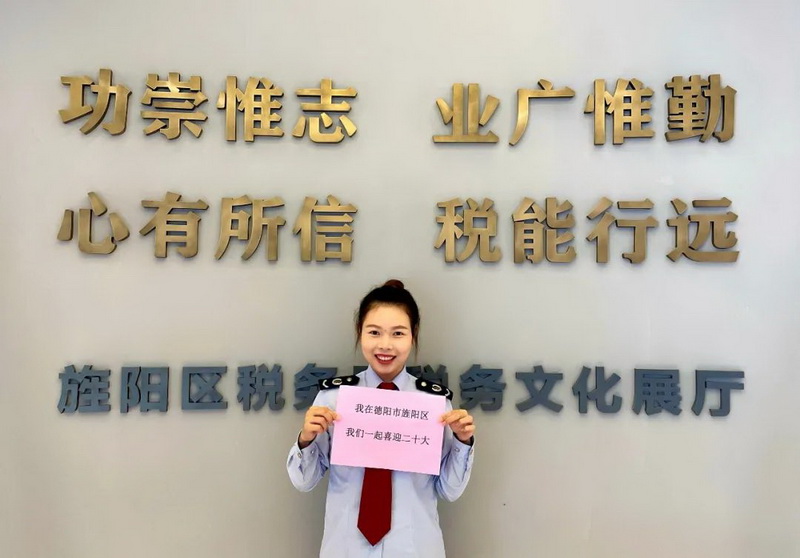 功崇惟志 业广惟勤
心有所信 税能行远
旌阳区税务 税务文化展厅
我在德阳市旌阳区
我们一起喜迎二十大